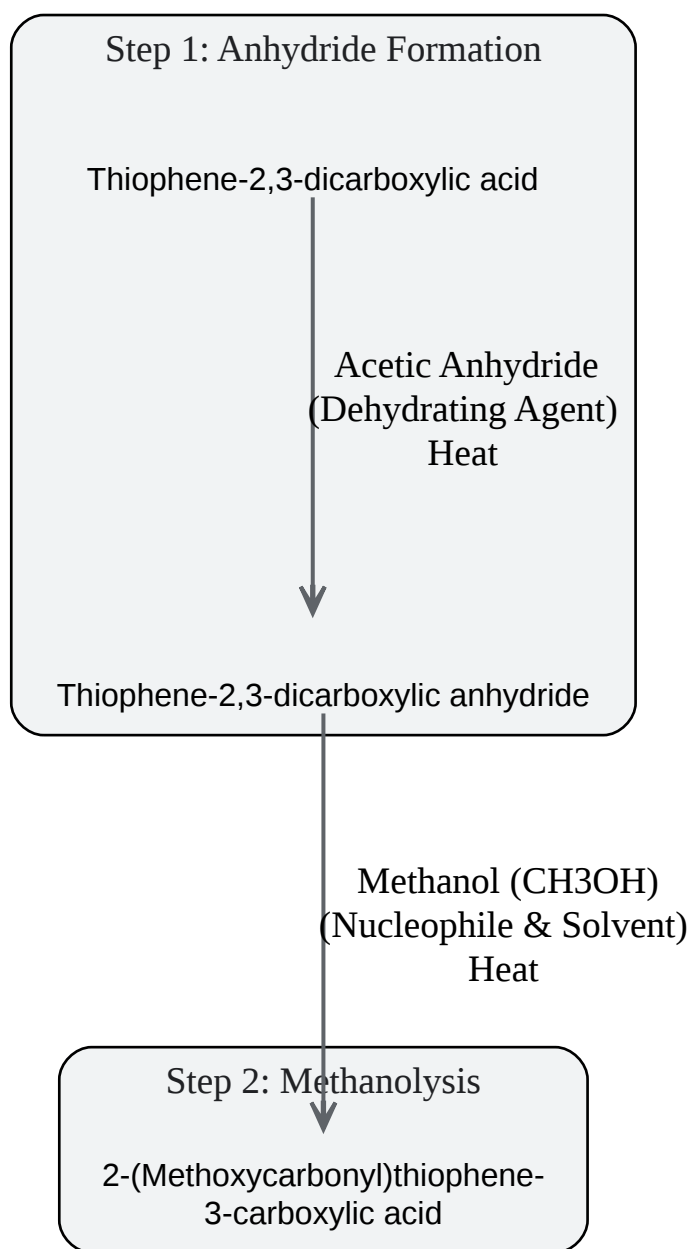 Step 1: Anhydride Formation
Thiophene-2,3-dicarboxylic acid
Acetic Anhydride
(Dehydrating Agent)
Heat
Thiophene-2,3-dicarboxylic anhydride
Methanol (CH3OH)
(Nucleophile & Solvent)
Heat
Step 2: Methanolysis
2-(Methoxycarbonyl)thiophene-
3-carboxylic acid